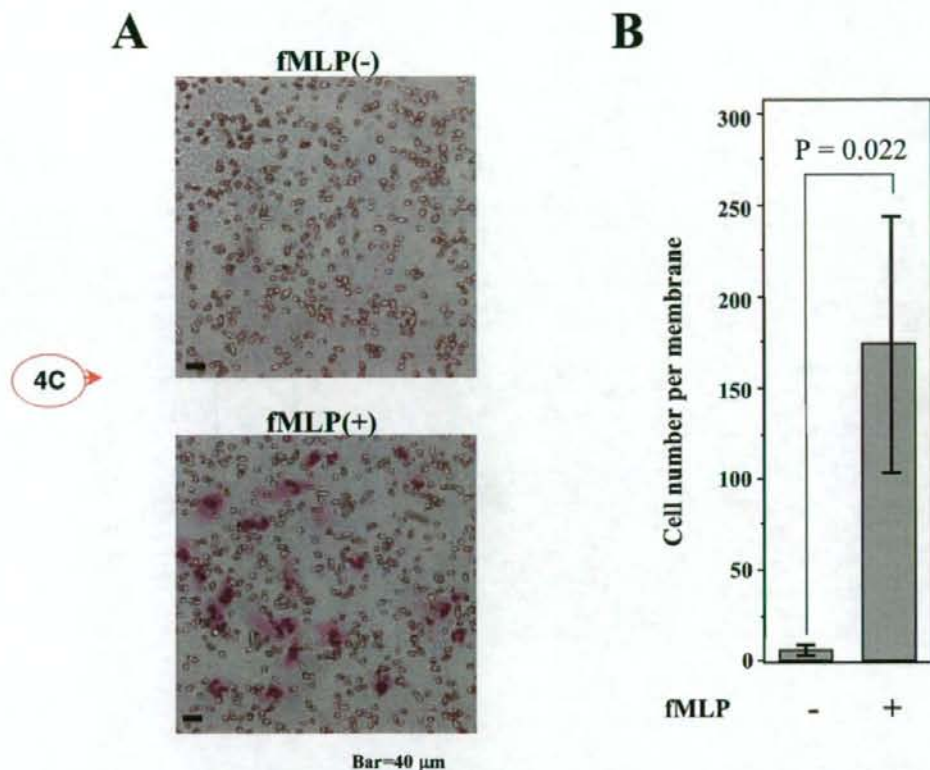 A
fMLP(-)
4C
fMLP(+)
Bar=40 μm
B
300
250
200
150
100
50
0
P = 0.022
Cell number per membrane
fMLP - +